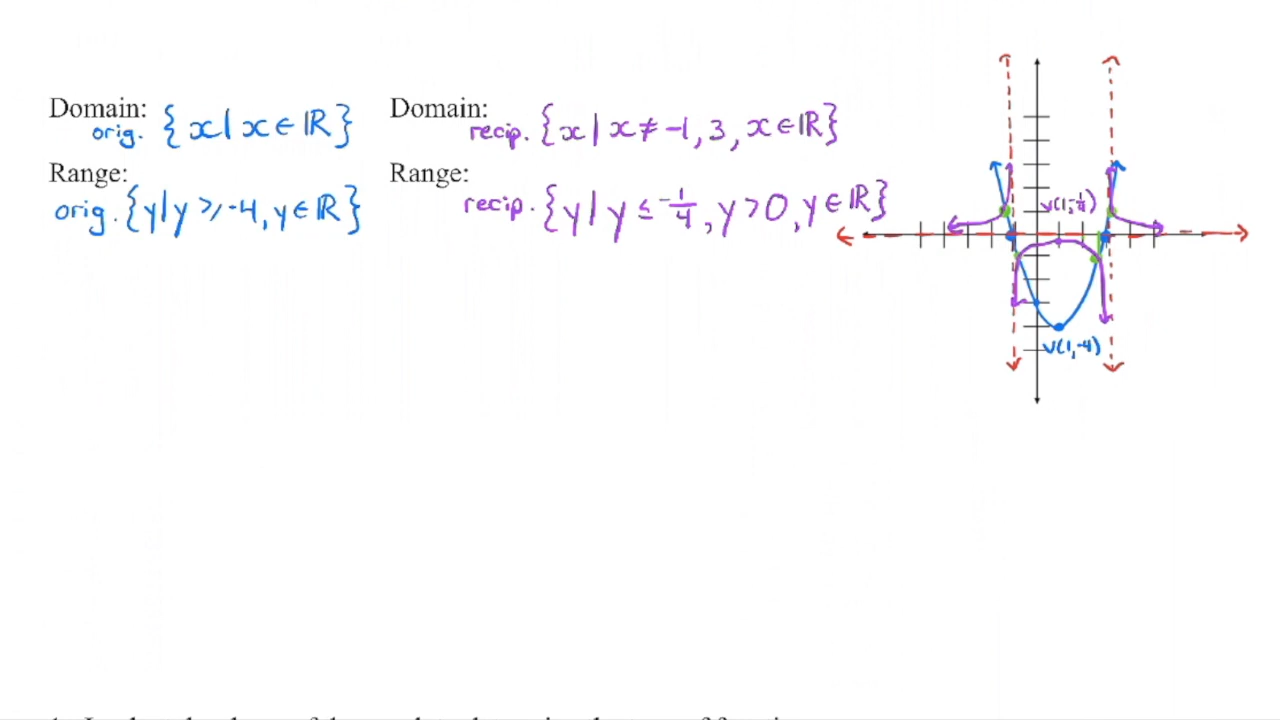 Domain:
orig. {x | x ∈ ℝ}
Range:
orig. {y | y ≥ -4, y ∈ ℝ}
Domain:
recip. {x | x ≠ -1, 3, x ∈ ℝ}
Range:
recip. {y | y ≤ -1/4, y > 0, y ∈ ℝ}
V(1,-1/4)
V(1,-4)